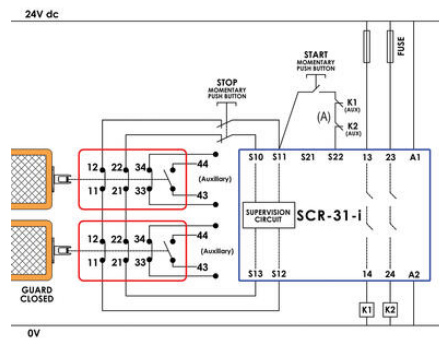 24V dc
START
MOMENTARY
PUSH BUTTON
FUSE
STOP
MOMENTARY
PUSH BUTTON
K1
(AUX)
(A)
K2
(AUX)
S10 S11 S21 S22 13 23 A1
12 22 34 44
(Auxiliary)
11 21 33 43
SUPERVISION
CIRCUIT
SCR-31-i
12 22 34 44
(Auxiliary)
11 21 33 43
S13 S12 14 24 A2
GUARD
CLOSED
K1 K2
0V